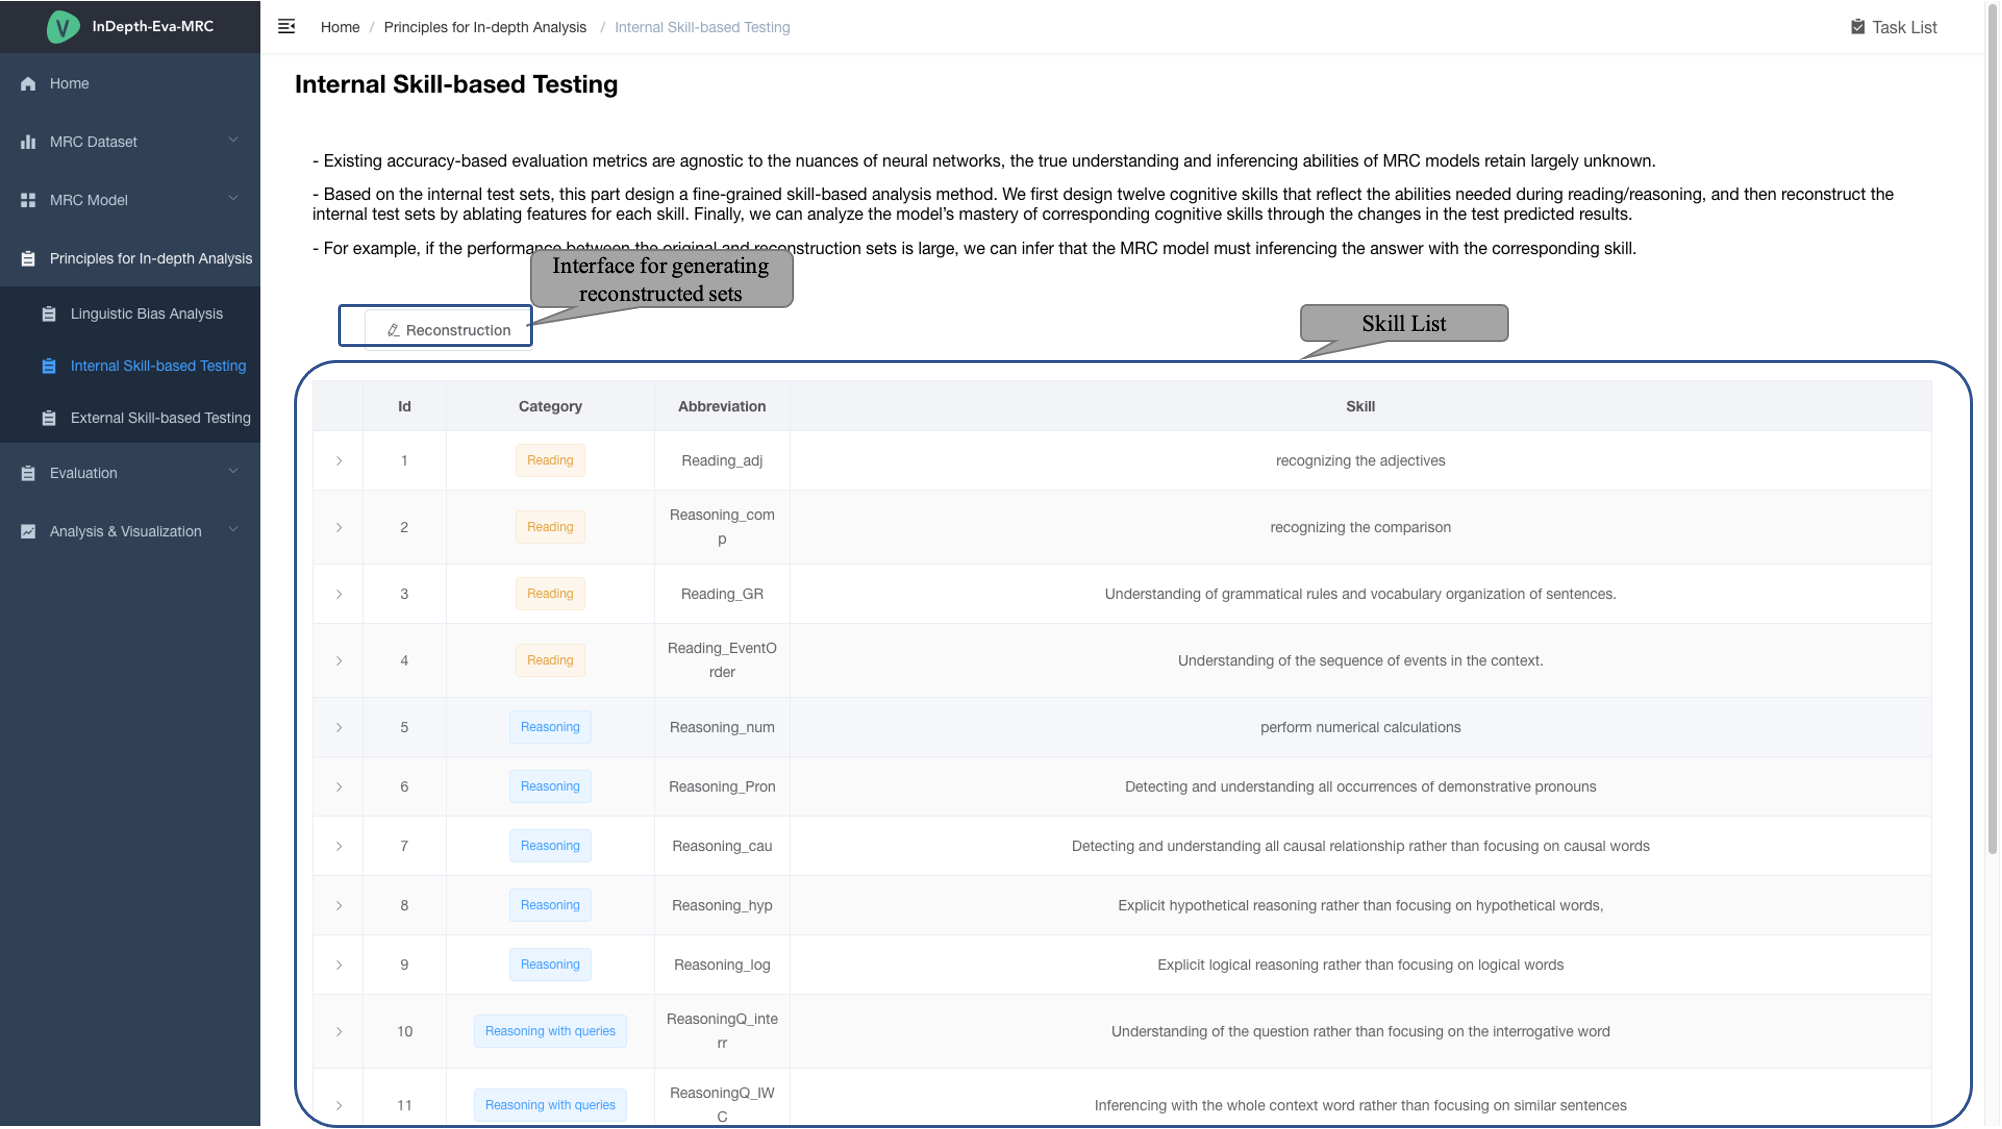 InDepth-Eva-MRC
Home / Principles for In-depth Analysis / Internal Skill-based Testing
Task List
Home
MRC Dataset
MRC Model
Principles for In-depth Analysis
Linguistic Bias Analysis
Internal Skill-based Testing
External Skill-based Testing
Evaluation
Analysis & Visualization
Internal Skill-based Testing
- Existing accuracy-based evaluation metrics are agnostic to the nuances of neural networks, the true understanding and inferencing abilities of MRC models retain largely unknown.
- Based on the internal test sets, this part design a fine-grained skill-based analysis method. We first design twelve cognitive skills that reflect the abilities needed during reading/reasoning, and then reconstruct the
internal test sets by ablating features for each skill. Finally, we can analyze the model's mastery of corresponding cognitive skills through the changes in the test predicted results.
- For example, if the performance between the original and reconstruction sets is large, we can infer that the MRC model must inferencing the answer with the corresponding skill.
Interface for generating
reconstructed sets
Reconstruction
Skill List
Id Category Abbreviation Skill
1 Reading Reading_adj recognizing the adjectives
2 Reading Reasoning_com recognizing the comparison
p
3 Reading Reading_GR Understanding of grammatical rules and vocabulary organization of sentences.
4 Reading Reading_EventO Understanding of the sequence of events in the context.
rder
5 Reasoning Reasoning_num perform numerical calculations
6 Reasoning Reasoning_Pron Detecting and understanding all occurrences of demonstrative pronouns
7 Reasoning Reasoning_cau Detecting and understanding all causal relationship rather than focusing on causal words
8 Reasoning Reasoning_hyp Explicit hypothetical reasoning rather than focusing on hypothetical words,
9 Reasoning Reasoning_log Explicit logical reasoning rather than focusing on logical words
10 Reasoning with queries ReasoningQ_inte Understanding of the question rather than focusing on the interrogative word
rr
11 Reasoning with queries ReasoningQ_IW Inferencing with the whole context word rather than focusing on similar sentences
C